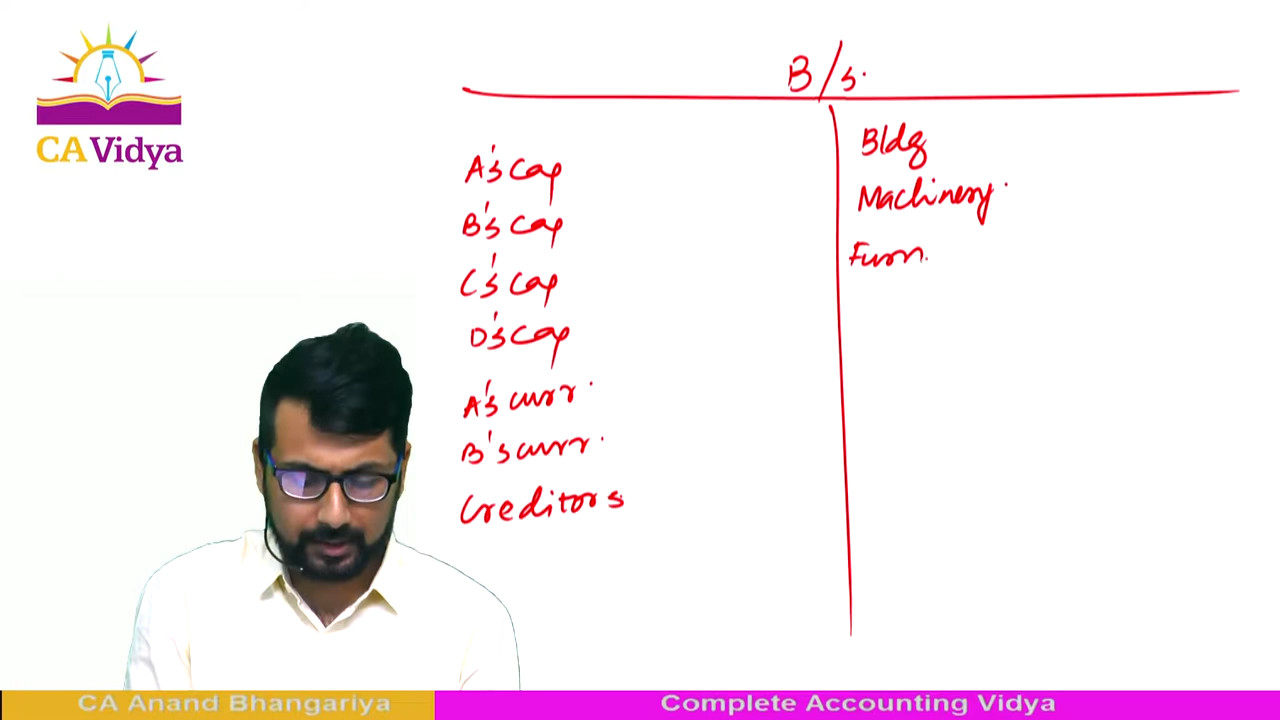 CA Vidya
B/s.
A's Cap
B's Cap
C's Cap
D's Cap
A's curr.
B's curr.
Creditors
Bldg
Machinery.
Furn.
CA Anand Bhangariya
Complete Accounting Vidya